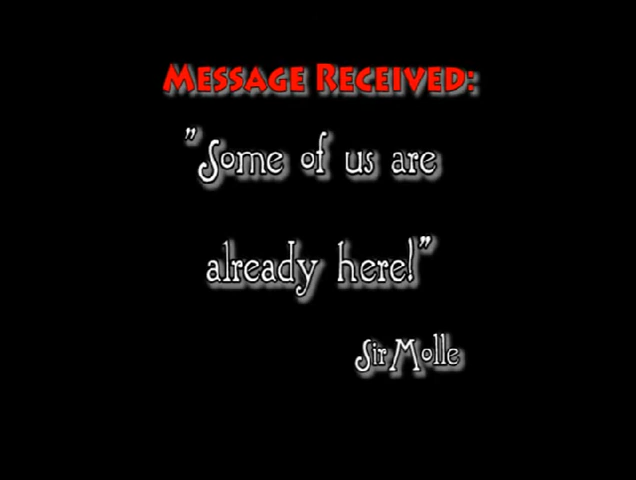 Message Received:
"Some of us are
already here!"
Sir Molle